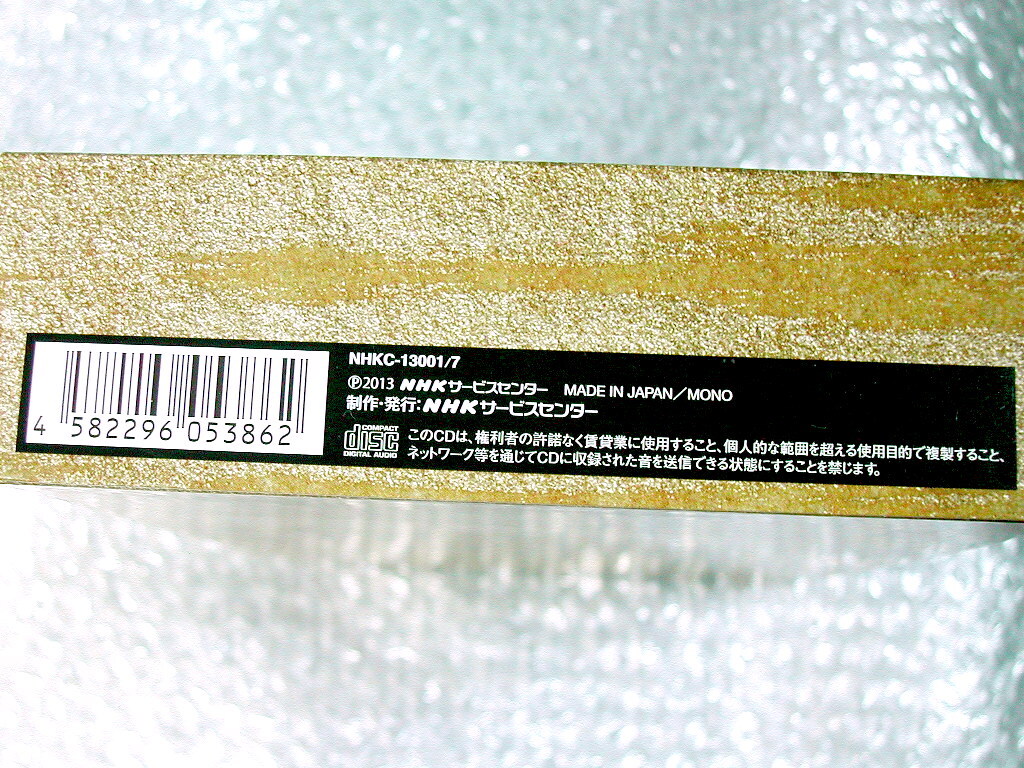 NHKC-13001/7
Ⓟ2013 NHKサービスセンター MADE IN JAPAN／MONO
制作・発行：NHKサービスセンター
COMPACT
disc
DIGITAL AUDIO
このCDは、権利者の許諾なく賃貸業に使用すること、個人的な範囲を超える使用目的で複製すること、
ネットワーク等を通じてCDに収録された音を送信できる状態にすることを禁じます。
4 582296 053862